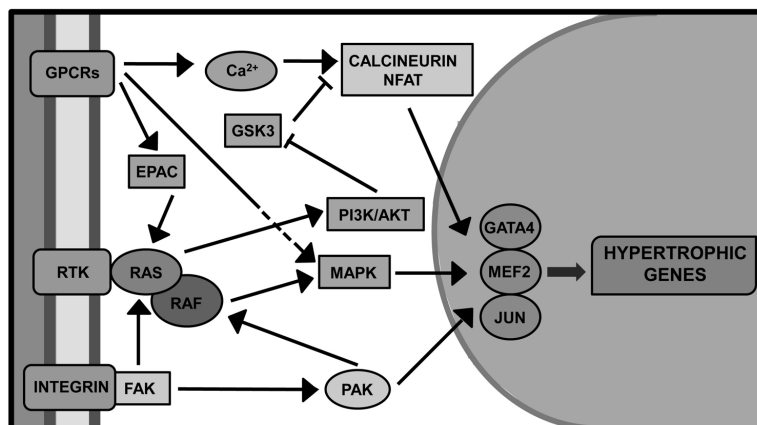 GPCRs
Ca²⁺
CALCINEURIN
NFAT
GSK3
EPAC
PI3K/AKT
GATA4
RTK
RAS
MAPK
MEF2
HYPERTROPHIC
GENES
RAF
JUN
INTEGRIN
FAK
PAK